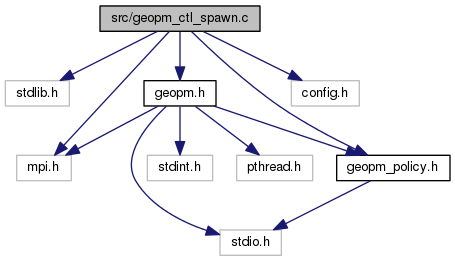 src/geopm_ctl_spawn.c
stdlib.h
geopm.h
config.h
mpi.h
stdint.h
pthread.h
geopm_policy.h
stdio.h